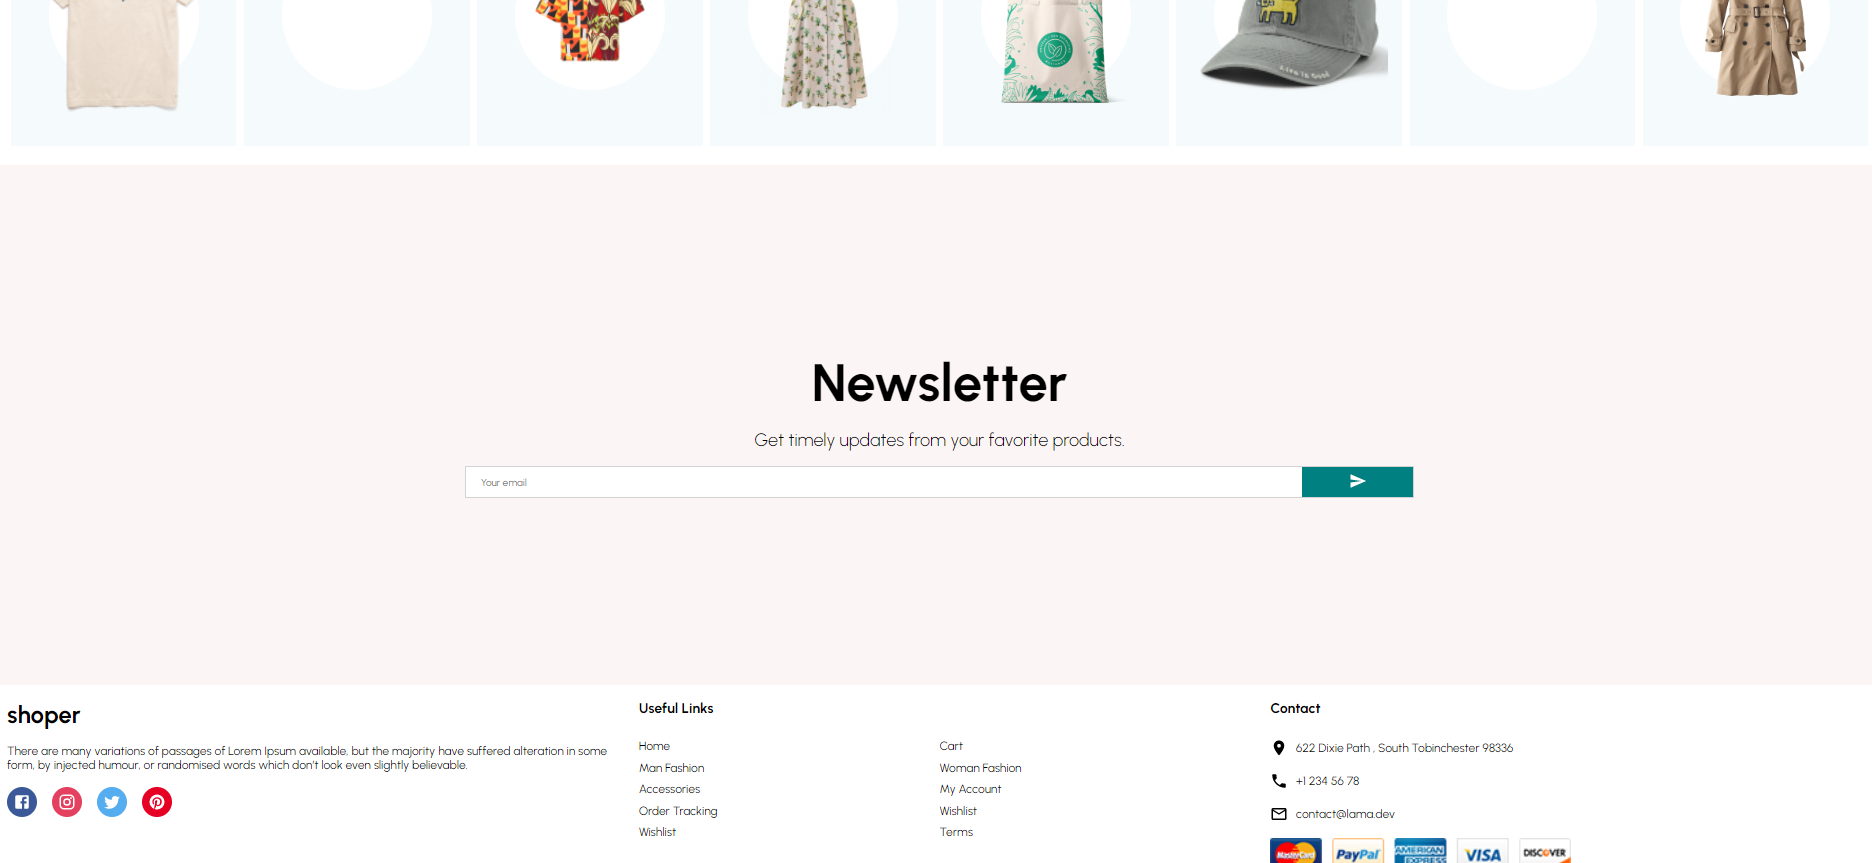 Life is Good
Newsletter
Get timely updates from your favorite products.
Your email
shoper
There are many variations of passages of Lorem Ipsum available, but the majority have suffered alteration in some
form, by injected humour, or randomised words which don't look even slightly believable.
Useful Links
Home
Man Fashion
Accessories
Order Tracking
Wishlist
Cart
Woman Fashion
My Account
Wishlist
Terms
Contact
622 Dixie Path , South Tobinchester 98336
+1 234 56 78
contact@lama.dev
MasterCard
PayPal
AMERICAN
EXPRESS
VISA
DISCOVER